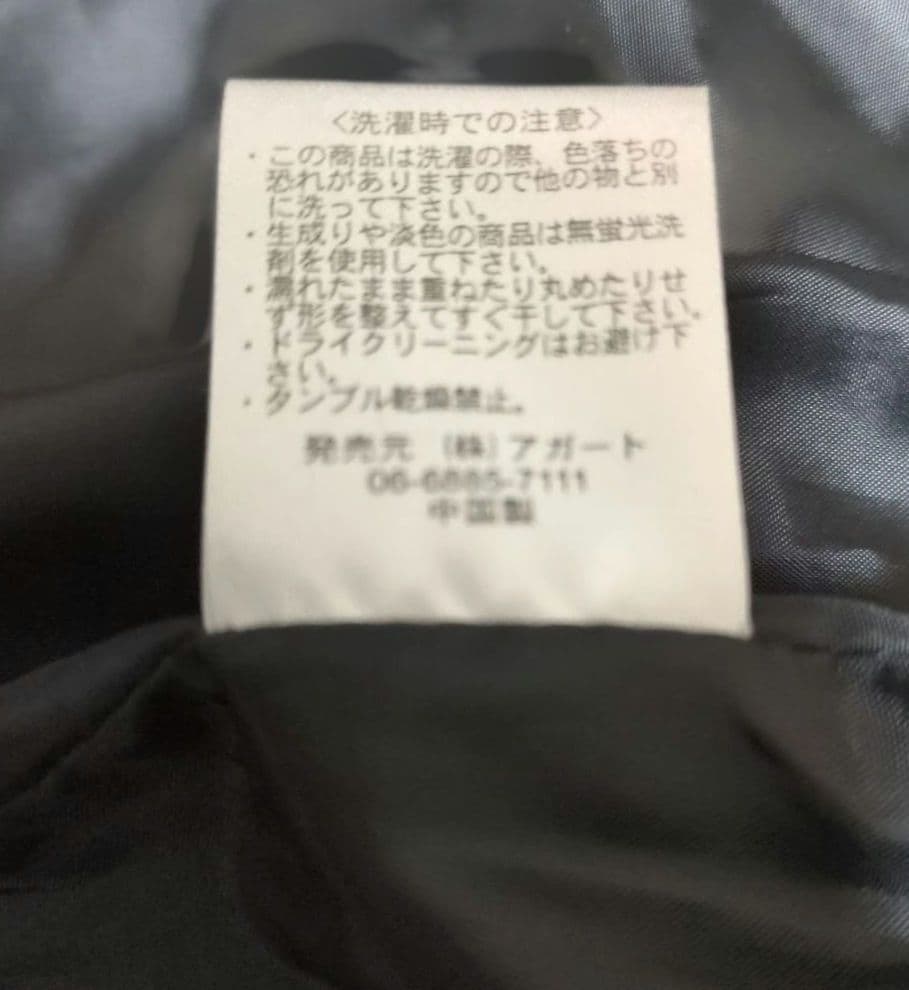 <洗濯時での注意>
・この商品は洗濯の際、色落ちの
恐れがありますので他の物と別
に洗って下さい。
・生成りや淡色の商品は無蛍光洗
剤を使用して下さい。
・濡れたまま重ねたり丸めたりせ
ず形を整えてすぐ干して下さい。
・ドライクリーニングはお避け下
さい。
・タンブル乾燥禁止。
発売元 (株)アガート
06-6885-7111
中国製